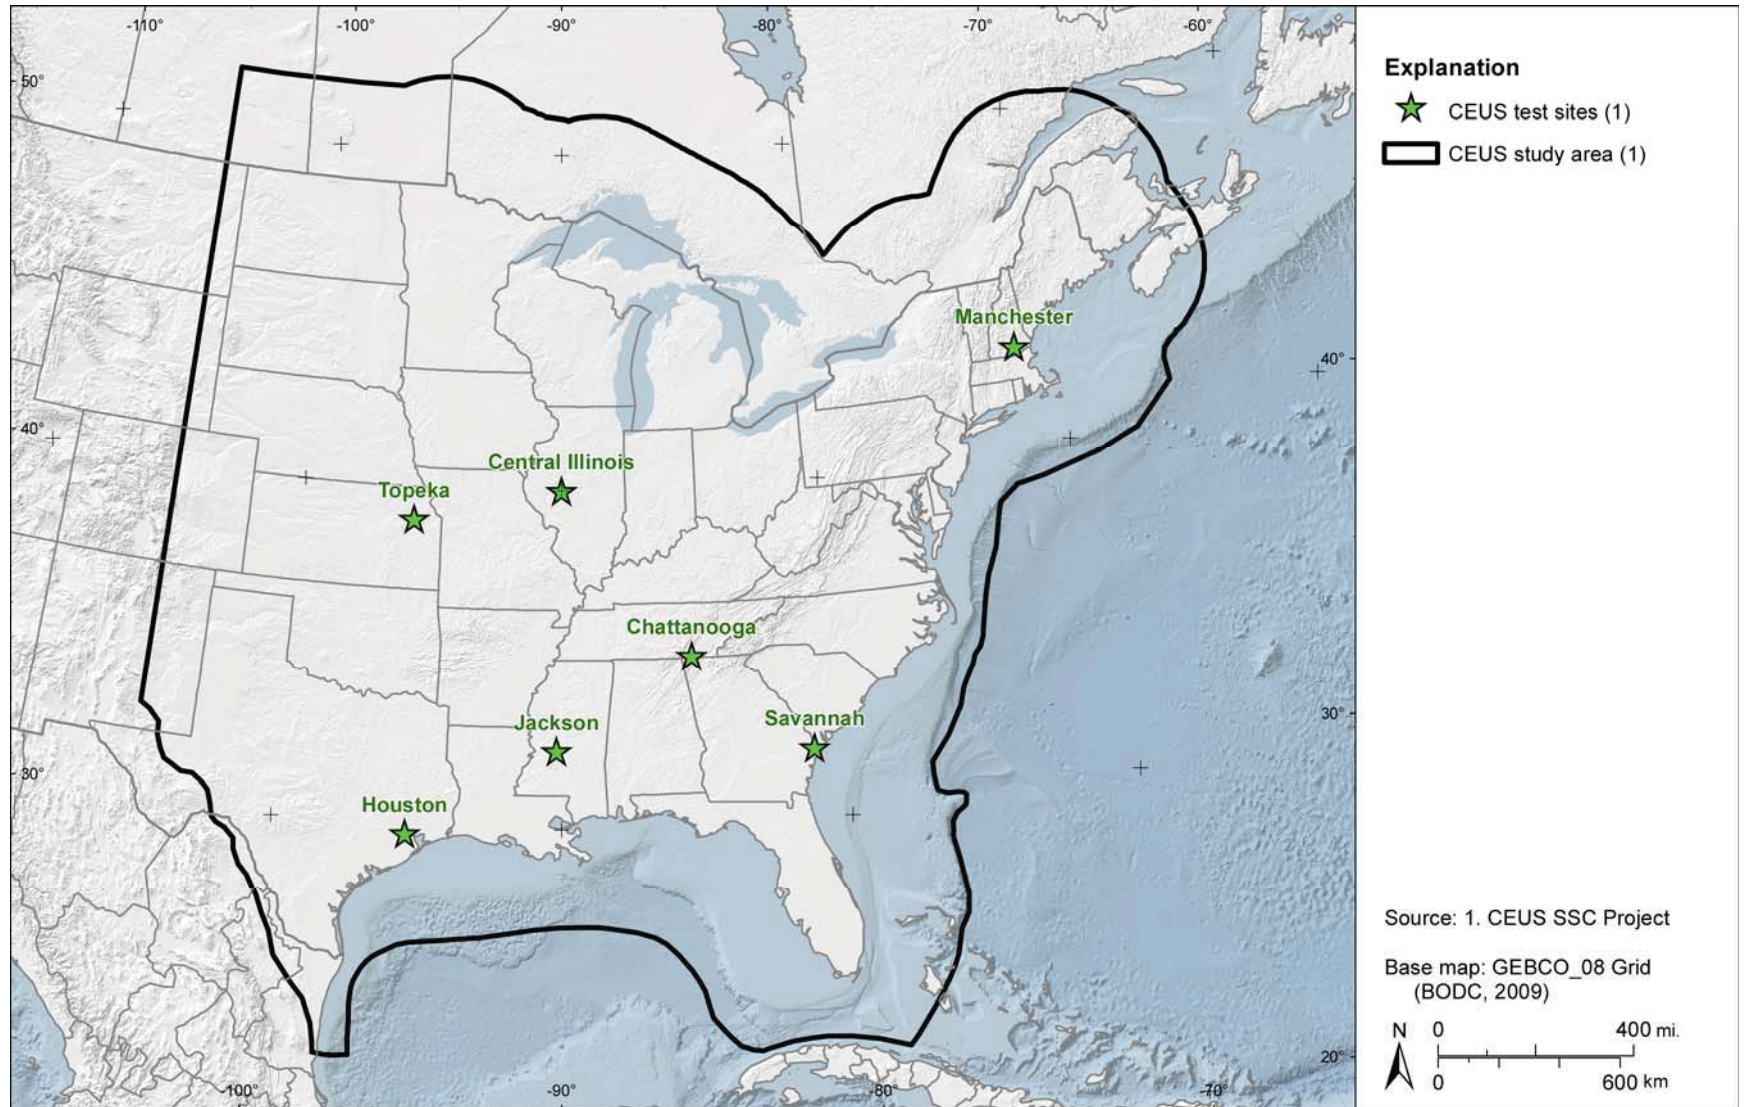 -110°
-100°
-90°
-80°
-70°
-60°
50°
Explanation
CEUS test sites (1)
CEUS study area (1)
Manchester
40°
40°
Central Illinois
Topeka
Chattanooga
30°
Jackson
Savannah
30°
Houston
Source: 1. CEUS SSC Project
Base map: GEBCO_08 Grid
(BODC, 2009)
N
0
400 mi.
20°
0
600 km
-100°
-90°
-80°
-70°